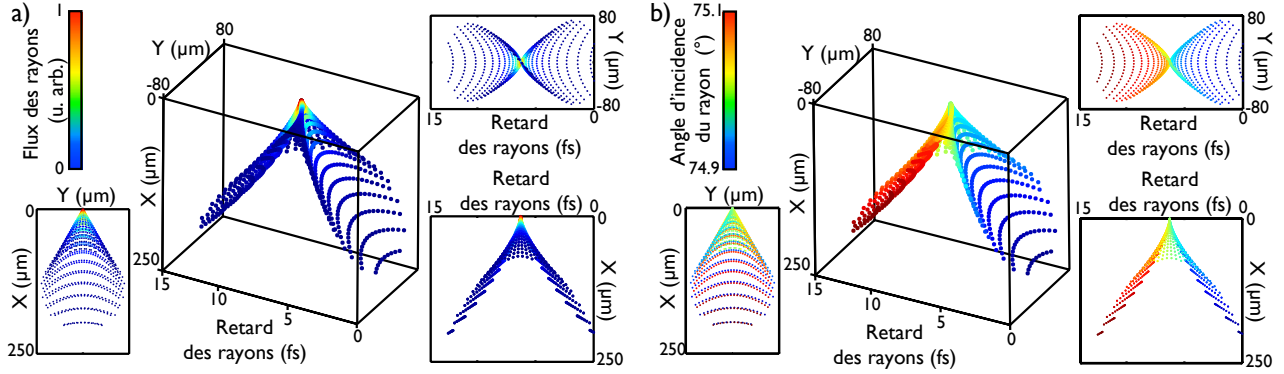 a)
Flux des rayons
(u. arb.)
1
0
Y (µm)
80
-80
0
X (µm)
250
15
10
5
0
Retard
des rayons (fs)
80
Y (µm)
-80
15
0
Retard
des rayons (fs)
Y (µm)
0
X (µm)
250
Retard
des rayons (fs)
15
0
0
X (µm)
250
b)
Angle d'incidence
du rayon (°)
75.1
74.9
Y (µm)
80
-80
0
X (µm)
250
15
10
5
0
Retard
des rayons (fs)
80
Y (µm)
-80
15
0
Retard
des rayons (fs)
Y (µm)
0
X (µm)
250
Retard
des rayons (fs)
15
0
0
X (µm)
250